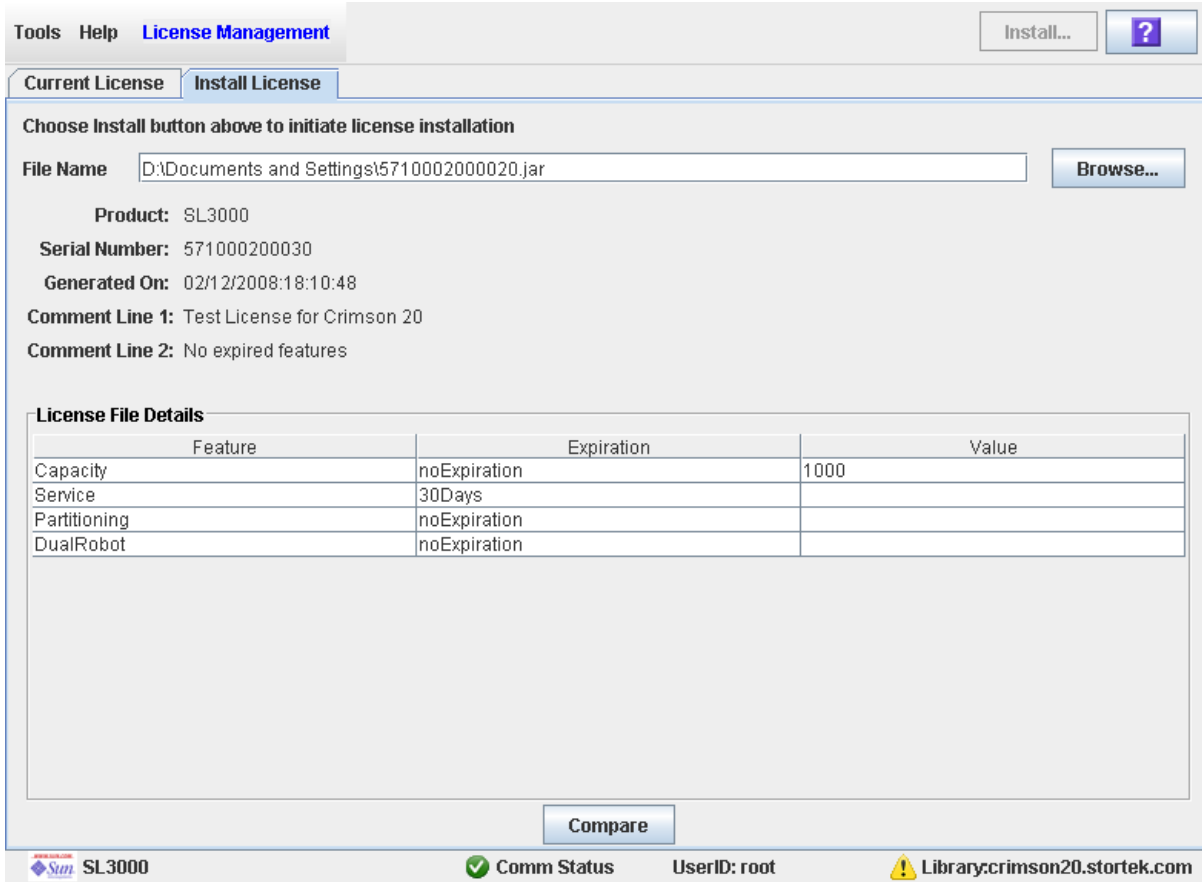 Tools Help License Management Install... ?
Current License Install License
Choose Install button above to initiate license installation
File Name D:\Documents and Settings\5710002000020.jar Browse...
Product: SL3000
Serial Number: 571000200030
Generated On: 02/12/2008:18:10:48
Comment Line 1: Test License for Crimson 20
Comment Line 2: No expired features
License File Details
Feature Expiration Value
Capacity noExpiration 1000
Service 30Days
Partitioning noExpiration
DualRobot noExpiration
Compare
Sun SL3000 Comm Status UserID: root Library:crimson20.stortek.com